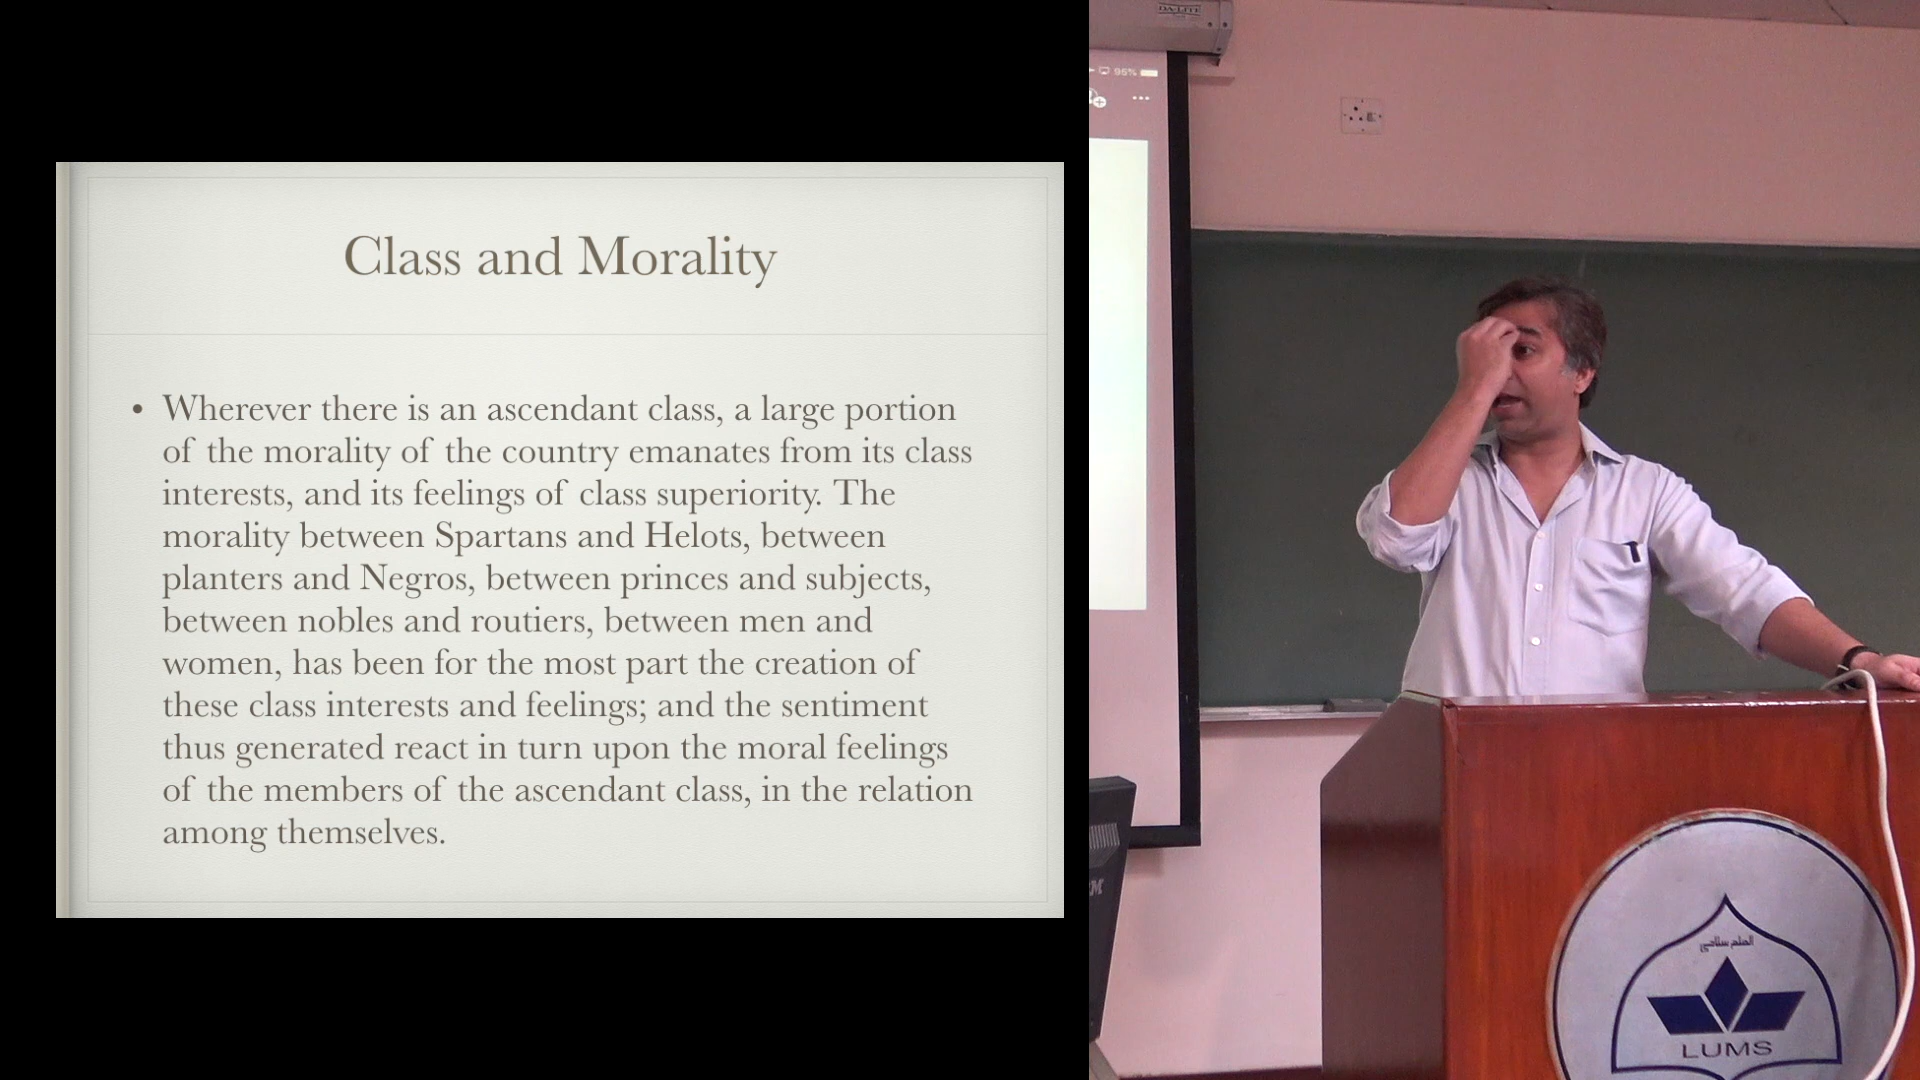 Class and Morality
• Wherever there is an ascendant class, a large portion
of the morality of the country emanates from its class
interests, and its feelings of class superiority. The
morality between Spartans and Helots, between
planters and Negros, between princes and subjects,
between nobles and routiers, between men and
women, has been for the most part the creation of
these class interests and feelings; and the sentiment
thus generated react in turn upon the moral feelings
of the members of the ascendant class, in the relation
among themselves.
DA-LITE
96%
LUMS